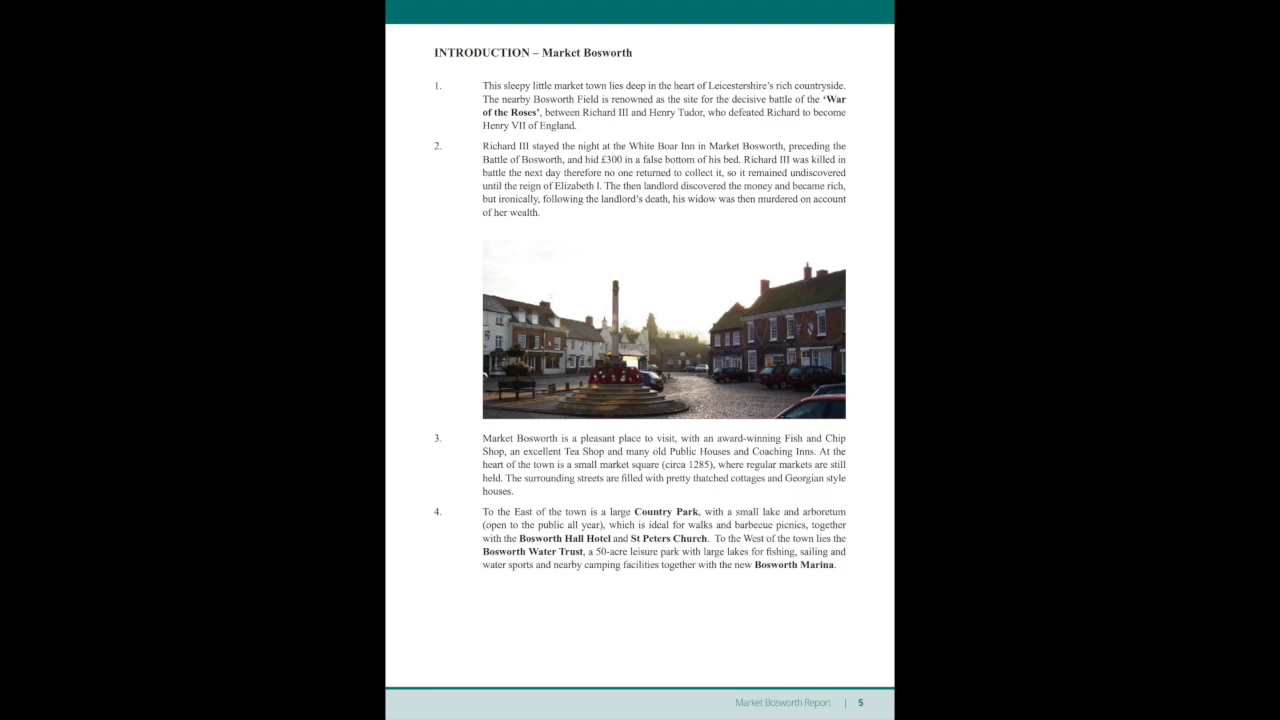 INTRODUCTION – Market Bosworth
1. This sleepy little market town lies deep in the heart of Leicestershire's rich countryside.
The nearby Bosworth Field is renowned as the site for the decisive battle of the ‘War
of the Roses’, between Richard III and Henry Tudor, who defeated Richard to become
Henry VII of England.
2. Richard III stayed the night at the White Boar Inn in Market Bosworth, preceding the
Battle of Bosworth, and hid £300 in a false bottom of his bed. Richard III was killed in
battle the next day therefore no one returned to collect it, so it remained undiscovered
until the reign of Elizabeth l. The then landlord discovered the money and became rich,
but ironically, following the landlord’s death, his widow was then murdered on account
of her wealth.
3. Market Bosworth is a pleasant place to visit, with an award-winning Fish and Chip
Shop, an excellent Tea Shop and many old Public Houses and Coaching Inns. At the
heart of the town is a small market square (circa 1285), where regular markets are still
held. The surrounding streets are filled with pretty thatched cottages and Georgian style
houses.
4. To the East of the town is a large Country Park, with a small lake and arboretum
(open to the public all year), which is ideal for walks and barbecue picnics, together
with the Bosworth Hall Hotel and St Peters Church. To the West of the town lies the
Bosworth Water Trust, a 50-acre leisure park with large lakes for fishing, sailing and
water sports and nearby camping facilities together with the new Bosworth Marina.
Market Bosworth Report | 5